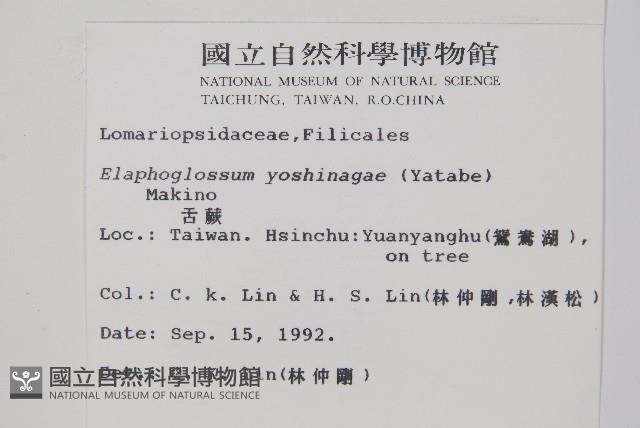 國立自然科學博物館
NATIONAL MUSEUM OF NATURAL SCIENCE
TAICHUNG, TAIWAN, R.O.CHINA
Lomariopsidaceae,Filicales
Elaphoglossum yoshinagae (Yatabe)
Makino
舌蕨
Loc.: Taiwan. Hsinchu:Yuanyanghu(鴛鴦湖),
on tree
Col.: C. k. Lin & H. S. Lin(林仲剛,林漢松)
Date: Sep. 15, 1992.
Lin(林仲剛)
國立自然科學博物館
NATIONAL MUSEUM OF NATURAL SCIENCE